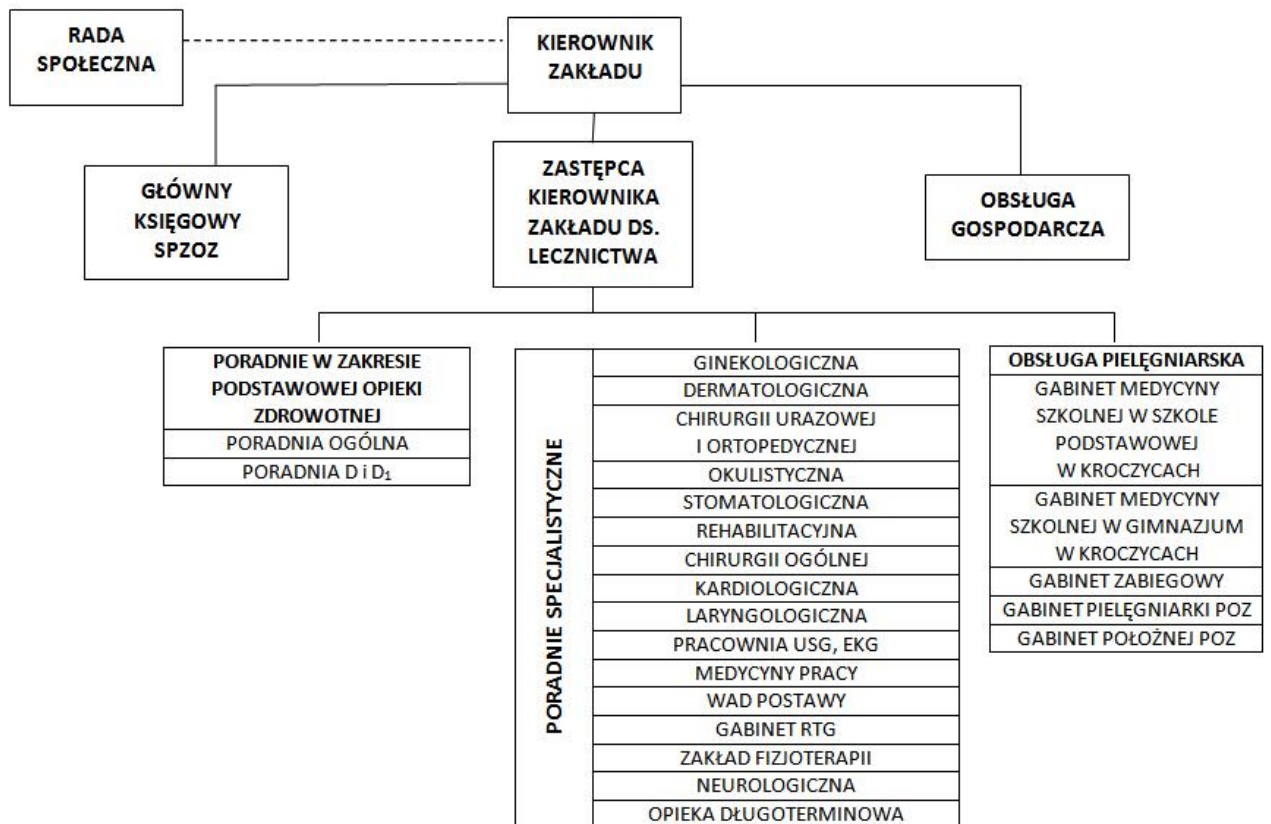 RADA
SPOŁECZNA
KIEROWNIK
ZAKŁADU
GŁÓWNY
KSIĘGOWY
SPZOZ
ZASTĘPCA
KIEROWNIKA
ZAKŁADU DS.
LECZNICTWA
OBSŁUGA
GOSPODARCZA
PORADNIE W ZAKRESIE
PODSTAWOWEJ OPIEKI
ZDROWOTNEJ
PORADNIA OGÓLNA
PORADNIA D i D₁
PORADNIE SPECJALISTYCZNE
GINEKOLOGICZNA
DERMATOLOGICZNA
CHIRURGII URAZOWEJ
I ORTOPEDYCZNEJ
OKULISTYCZNA
STOMATOLOGICZNA
REHABILITACYJNA
CHIRURGII OGÓLNEJ
KARDIOLOGICZNA
LARYNGOLOGICZNA
PRACOWNIA USG, EKG
MEDYCYNY PRACY
WAD POSTAWY
GABINET RTG
ZAKŁAD FIZJOTERAPII
NEUROLOGICZNA
OPIEKA DŁUGOTERMINOWA
OBSŁUGA PIELĘGNIARSKA
GABINET MEDYCYNY
SZKOLNEJ W SZKOLE
PODSTAWOWEJ
W KROCZYCACH
GABINET MEDYCYNY
SZKOLNEJ W GIMNAZJUM
W KROCZYCACH
GABINET ZABIEGOWY
GABINET PIELĘGNIARKI POZ
GABINET POŁOŻNEJ POZ